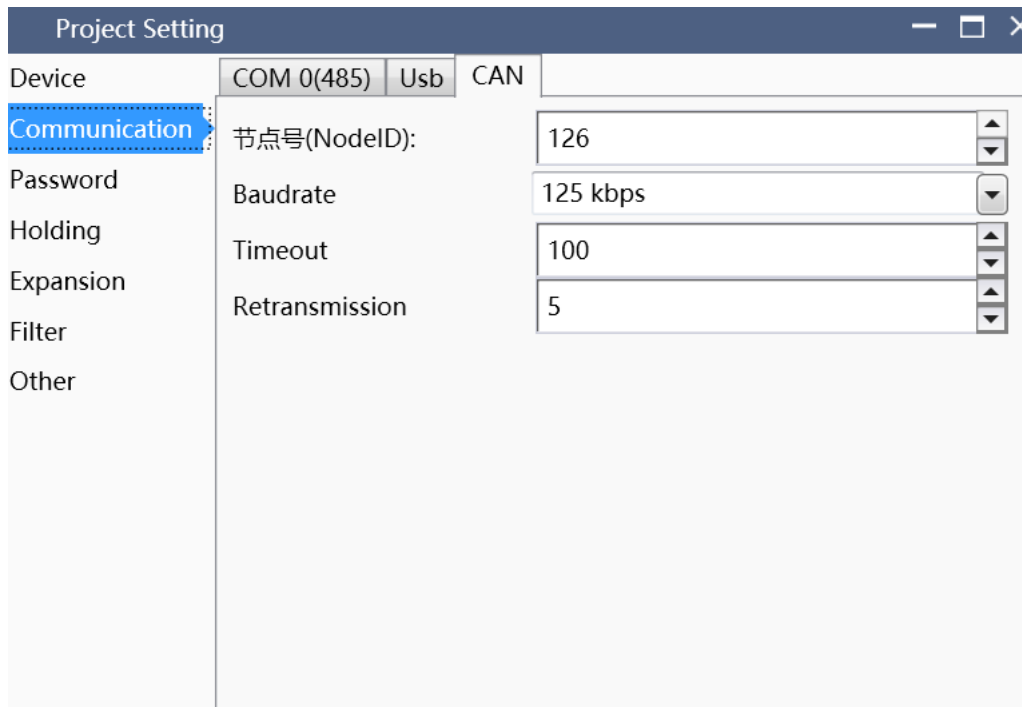 Project Setting
Device
Communication
Password
Holding
Expansion
Filter
Other
COM 0(485) Usb CAN
节点号(NodeID): 126
Baudrate 125 kbps
Timeout 100
Retransmission 5